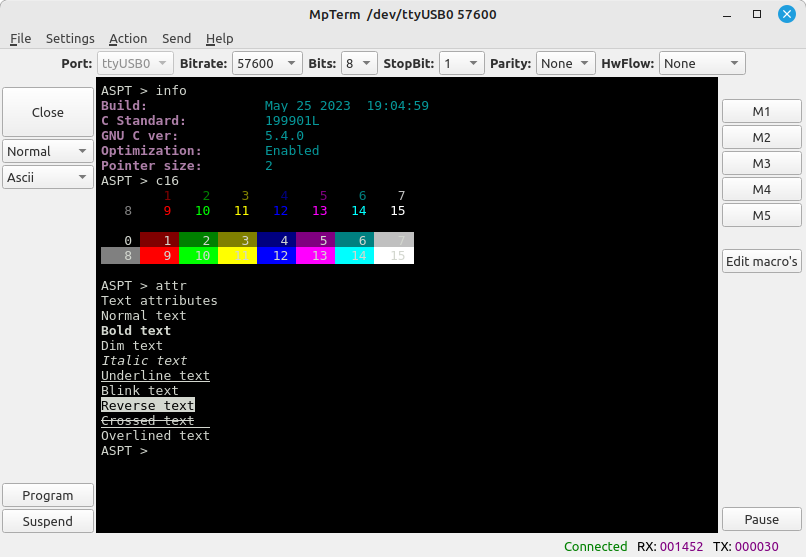 MpTerm /dev/ttyUSB0 57600
File Settings Action Send Help
Port: ttyUSB0 Bitrate: 57600 Bits: 8 StopBit: 1 Parity: None HwFlow: None
Close
Normal
Ascii
ASPT > info
Build: May 25 2023 19:04:59
C Standard: 199901L
GNU C ver: 5.4.0
Optimization: Enabled
Pointer size: 2
ASPT > c16
1 2 3 4 5 6 7
8 9 10 11 12 13 14 15
0 1 2 3 4 5 6 7
8 9 10 11 12 13 14 15
ASPT > attr
Text attributes
Normal text
Bold text
Dim text
Italic text
Underline text
Blink text
Reverse text
Crossed text
Overlined text
ASPT >
M1
M2
M3
M4
M5
Edit macro's
Program
Suspend
Pause
Connected RX: 001452 TX: 000030